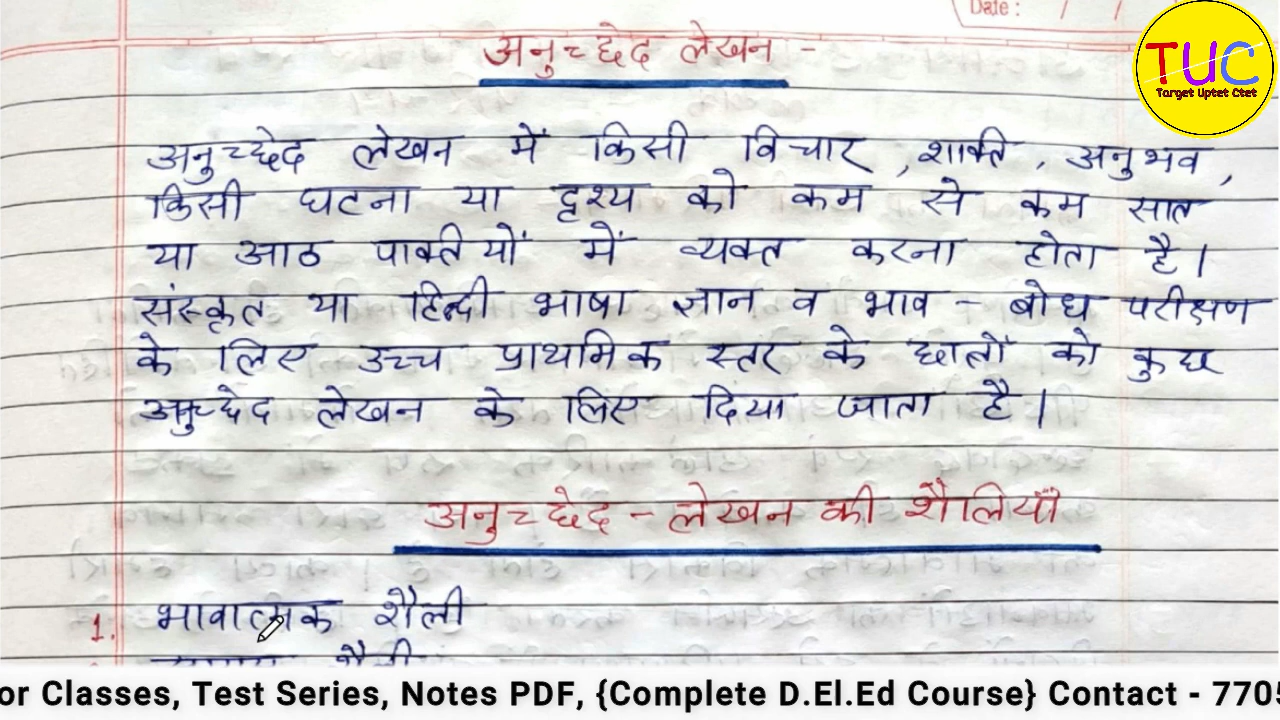 Date : / /
TUC
Target Uptet Ctet
अनुच्छेद लेखन -
अनुच्छेद लेखन में किसी विचार, शक्ति, अनुभव,
किसी घटना या दृश्य को कम से कम सात
या आठ पाक्तीयों में व्यक्त करना होता है।
संस्कृत या हिन्दी भाषा ज्ञान व भाव - बोध परीक्षण
के लिए उच्च प्राथमिक स्तर के छात्रों को कुछ
अनुच्छेद लेखन के लिए दिया जाता है।
अनुच्छेद - लेखन की शैलियाँ
1. भावात्मक शैली
शैली
or Classes, Test Series, Notes PDF, {Complete D.El.Ed Course} Contact - 7705